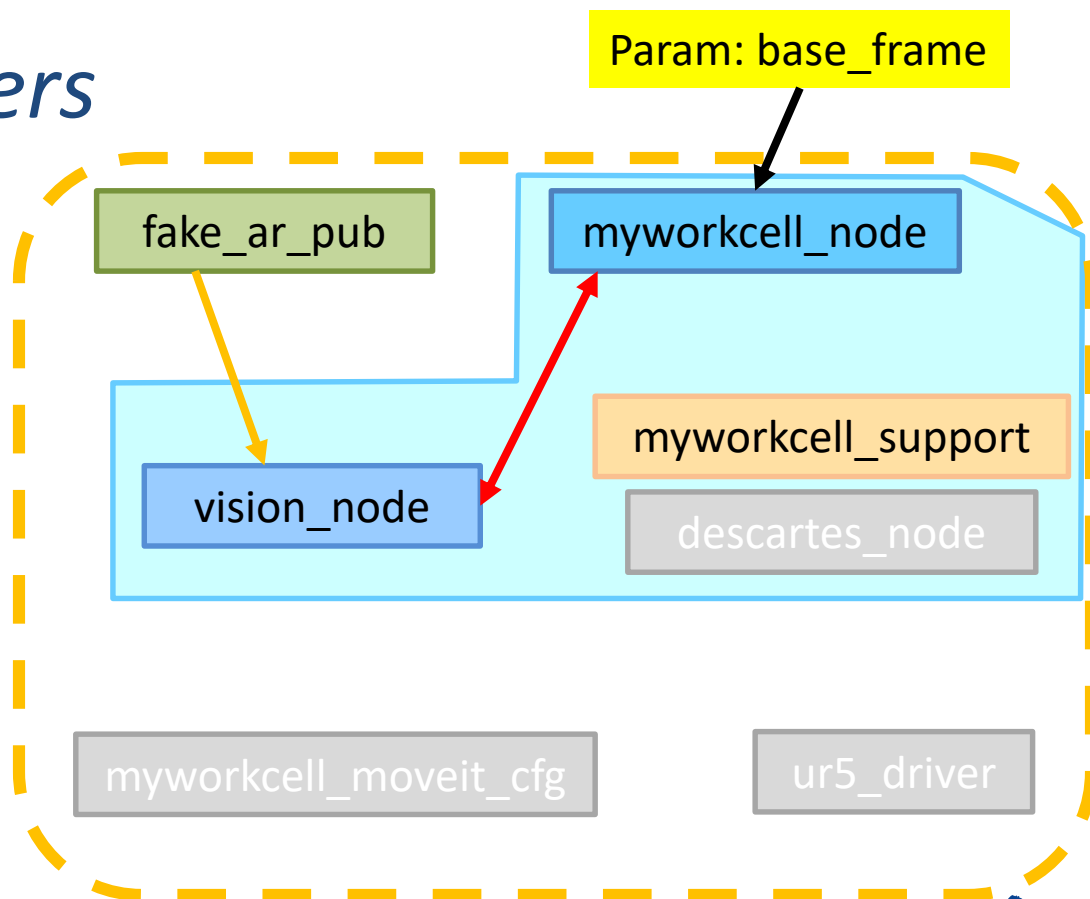 ers
Param: base_frame
fake_ar_pub
myworkcell_node
myworkcell_support
vision_node
descartes_node
myworkcell_moveit_cfg
ur5_driver